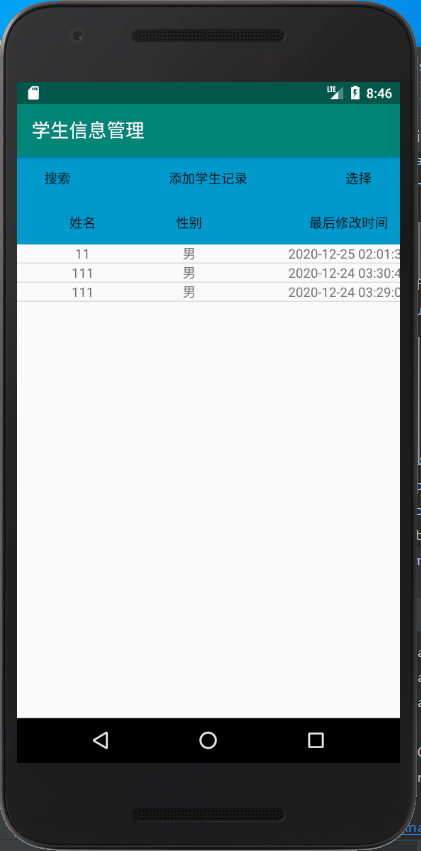 LTE 8:46
学生信息管理
搜索 添加学生记录 选择
姓名 性别 最后修改时间
11 男 2020-12-25 02:01:3
111 男 2020-12-24 03:30:4
111 男 2020-12-24 03:29:0